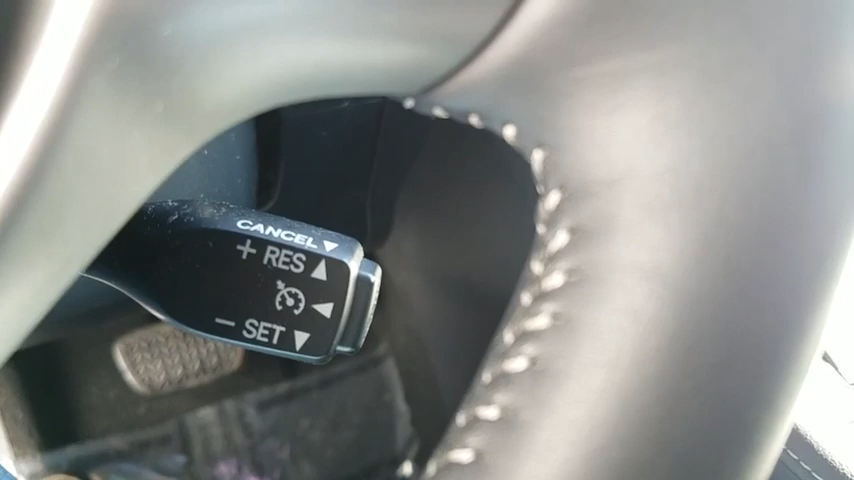 CANCEL ▼
+ RES ▲
◀
− SET ▼